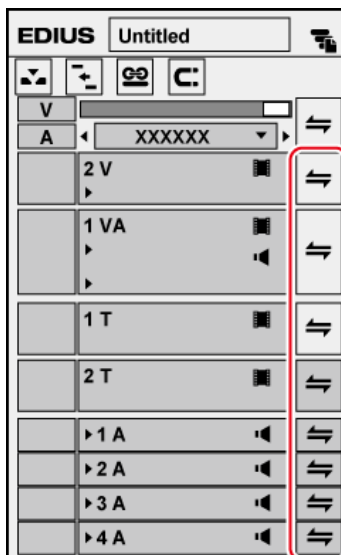 EDIUS Untitled
V
A XXXXXX
2 V
1 VA
1 T
2 T
1 A
2 A
3 A
4 A